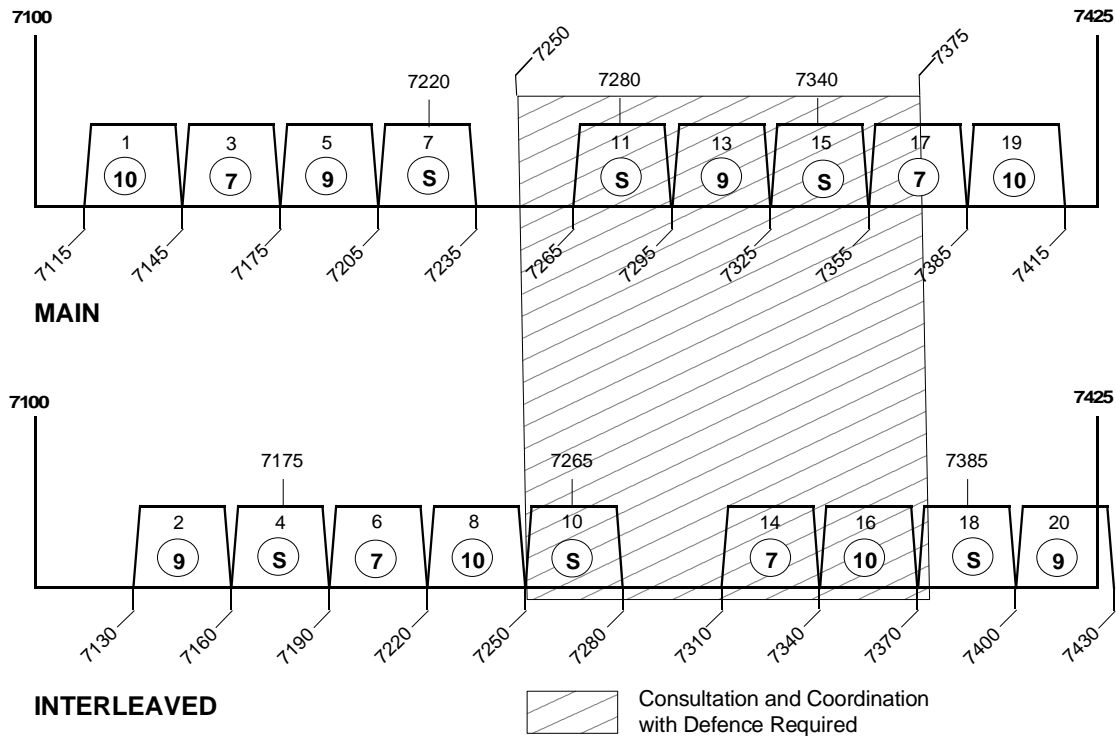 7100 7425
7250 7375
7220 7280 7340
1 3 5 7 11 13 15 17 19
10 7 9 S S 9 S 7 10
7115 7145 7175 7205 7235 7265 7295 7325 7355 7385 7415
MAIN
7100 7425
7175 7265 7385
2 4 6 8 10 14 16 18 20
9 S 7 10 S 7 10 S 9
7130 7160 7190 7220 7250 7280 7310 7340 7370 7400 7430
INTERLEAVED
Consultation and Coordination
with Defence Required